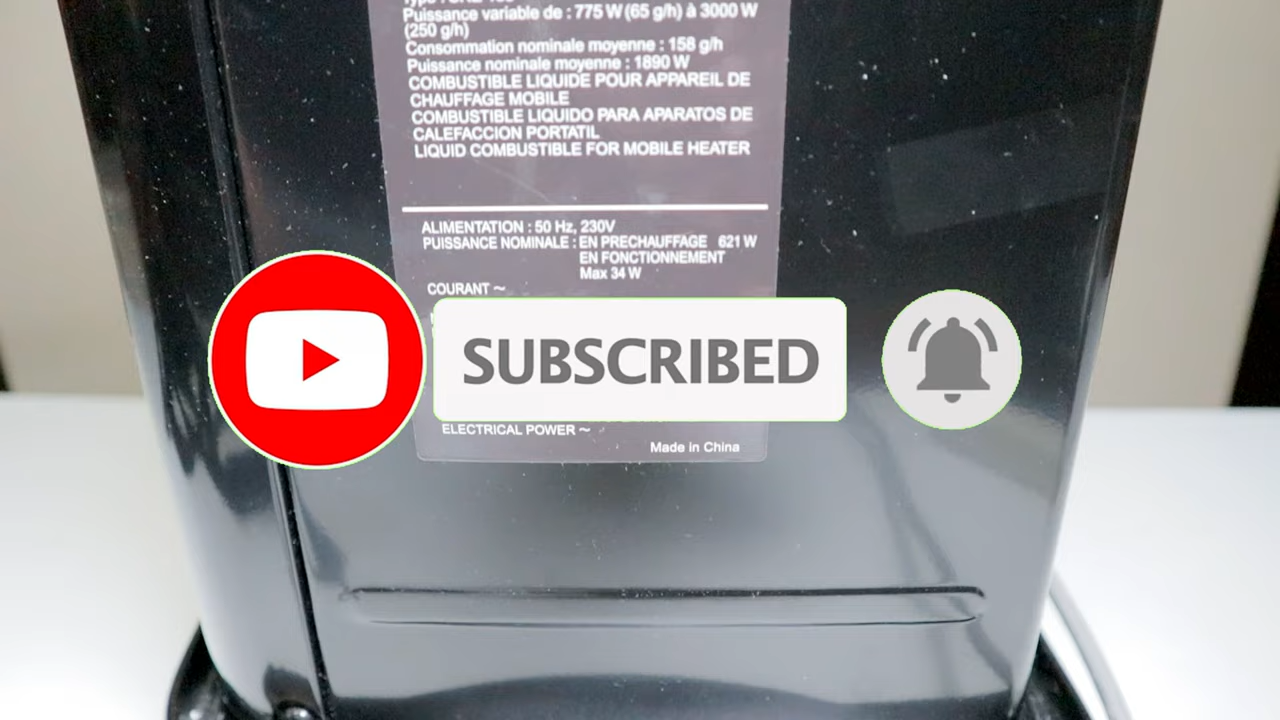 Puissance variable de : 775 W (65 g/h) à 3000 W
(250 g/h)
Consommation nominale moyenne : 158 g/h
Puissance nominale moyenne : 1890 W
COMBUSTIBLE LIQUIDE POUR APPAREIL DE
CHAUFFAGE MOBILE
COMBUSTIBLE LIQUIDO PARA APARATOS DE
CALEFACCION PORTATIL
LIQUID COMBUSTIBLE FOR MOBILE HEATER
ALIMENTATION : 50 Hz, 230V
PUISSANCE NOMINALE : EN PRECHAUFFAGE 621 W
EN FONCTIONNEMENT
Max 34 W
COURANT ~
SUBSCRIBED
ELECTRICAL POWER ~
Made in China